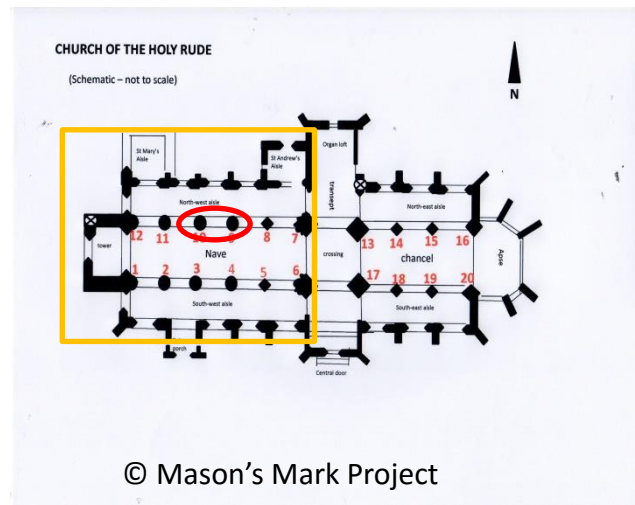 CHURCH OF THE HOLY RUDE
(Schematic – not to scale)
N
St Mary's
Aisle
St Andrew's
Aisle
Organ loft
transept
North-west aisle
North-east aisle
12 11 10 9 8 7
13 14 15 16
tower
Nave
crossing
chancel
Apse
1 2 3 4 5 6
17 18 19 20
South-west aisle
South-east aisle
porch
Central door
© Mason's Mark Project